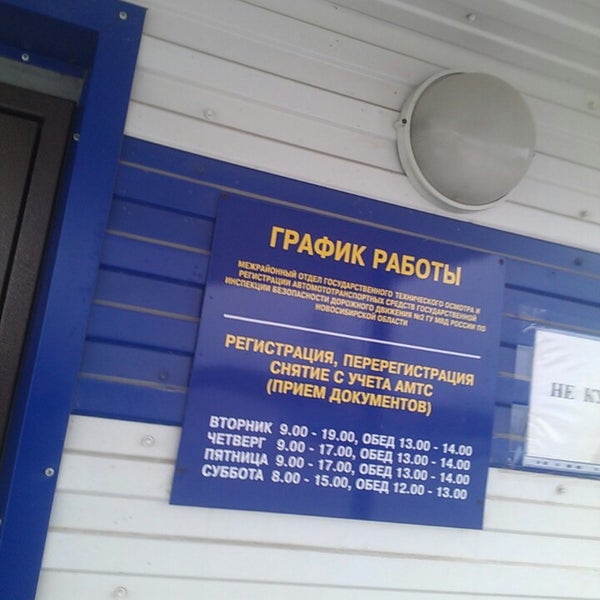 ГРАФИК РАБОТЫ
МЕЖРАЙОННЫЙ ОТДЕЛ ГОСУДАРСТВЕННОГО ТЕХНИЧЕСКОГО ОСМОТРА И
РЕГИСТРАЦИИ АВТОМОТОТРАНСПОРТНЫХ СРЕДСТВ ГОСУДАРСТВЕННОЙ
ИНСПЕКЦИИ БЕЗОПАСНОСТИ ДОРОЖНОГО ДВИЖЕНИЯ №2 ГУ МВД РОССИИ ПО
НОВОСИБИРСКОЙ ОБЛАСТИ
РЕГИСТРАЦИЯ, ПЕРЕРЕГИСТРАЦИЯ
СНЯТИЕ С УЧЕТА АМТС
(ПРИЕМ ДОКУМЕНТОВ)
ВТОРНИК 9.00 - 19.00, ОБЕД 13.00 - 14.00
ЧЕТВЕРГ 9.00 - 17.00, ОБЕД 13.00 - 14.00
ПЯТНИЦА 9.00 - 17.00, ОБЕД 13.00 - 14.00
СУББОТА 8.00 - 15.00, ОБЕД 12.00 - 13.00
НЕ КУ